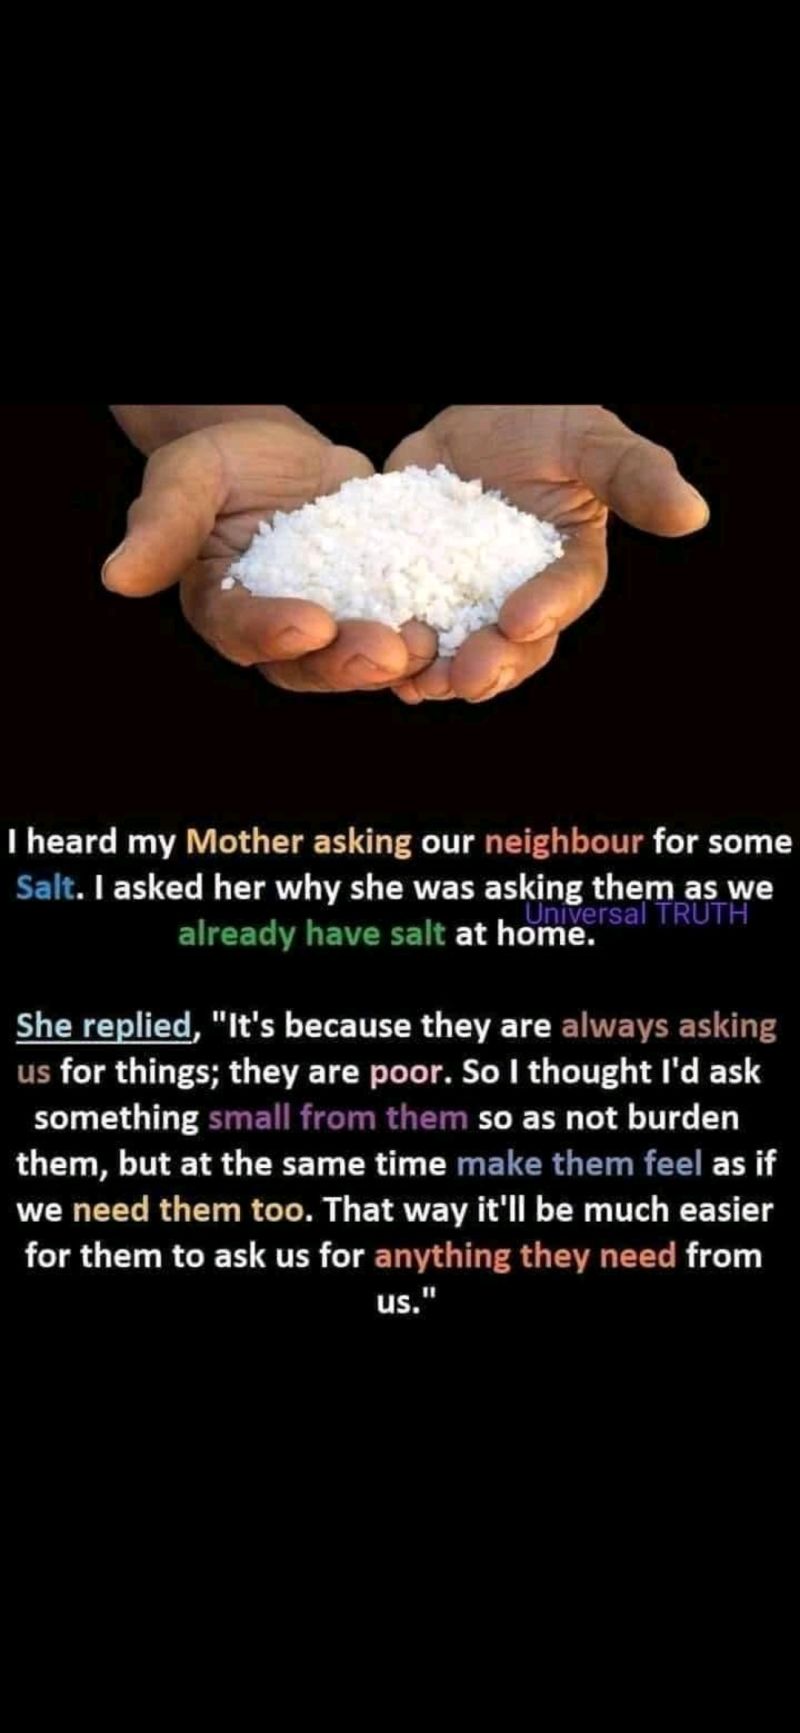 I heard my Mother asking our neighbour for some
Salt. I asked her why she was asking them as we
Universal TRUTH
already have salt at home.
She replied, "It's because they are always asking
us for things; they are poor. So I thought I'd ask
something small from them so as not burden
them, but at the same time make them feel as if
we need them too. That way it'll be much easier
for them to ask us for anything they need from
us."